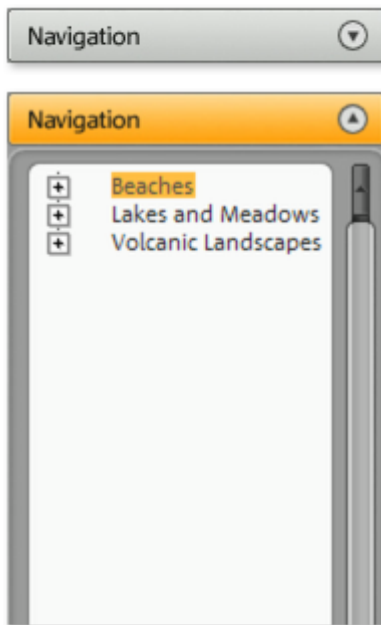 Navigation
Navigation
Beaches
Lakes and Meadows
Volcanic Landscapes